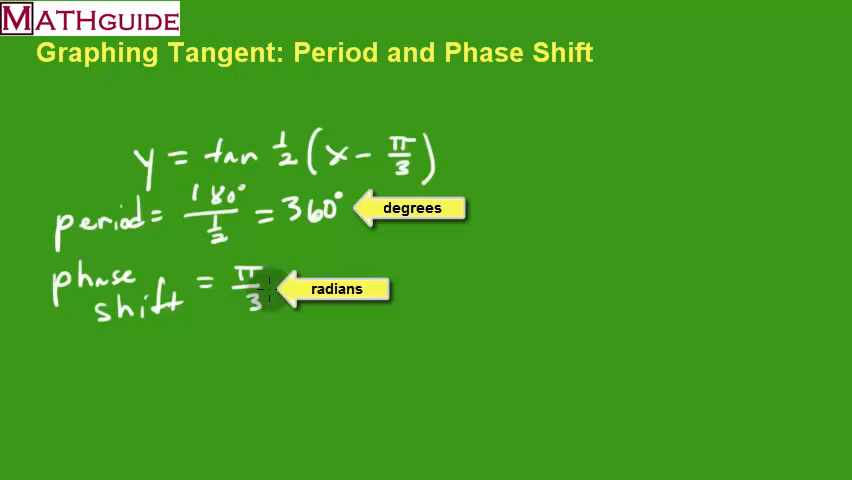 MATHGUIDE
Graphing Tangent: Period and Phase Shift
y = tan 1/2 (x - π/3)
period = 180°/(1/2) = 360° degrees
phase shift = π/3 radians